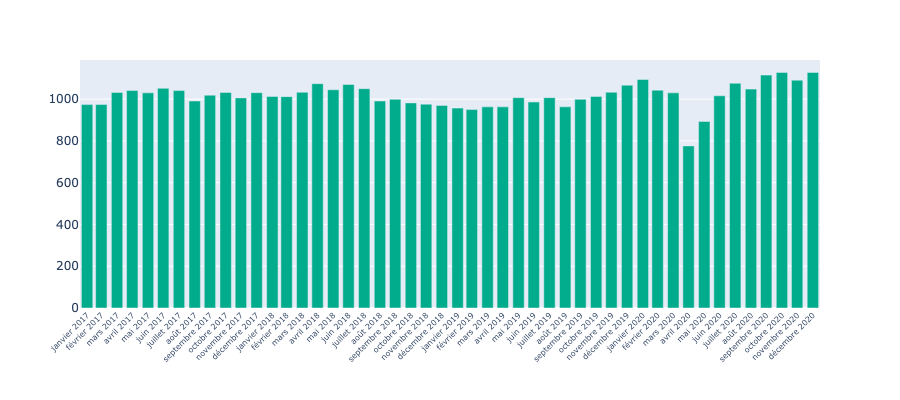 1000
800
600
400
200
0
janvier 2017
février 2017
mars 2017
avril 2017
mai 2017
juin 2017
juillet 2017
août 2017
septembre 2017
octobre 2017
novembre 2017
décembre 2017
janvier 2018
février 2018
mars 2018
avril 2018
mai 2018
juin 2018
juillet 2018
août 2018
septembre 2018
octobre 2018
novembre 2018
décembre 2018
janvier 2019
février 2019
mars 2019
avril 2019
mai 2019
juin 2019
juillet 2019
août 2019
septembre 2019
octobre 2019
novembre 2019
décembre 2019
janvier 2020
février 2020
mars 2020
avril 2020
mai 2020
juin 2020
juillet 2020
août 2020
septembre 2020
octobre 2020
novembre 2020
décembre 2020